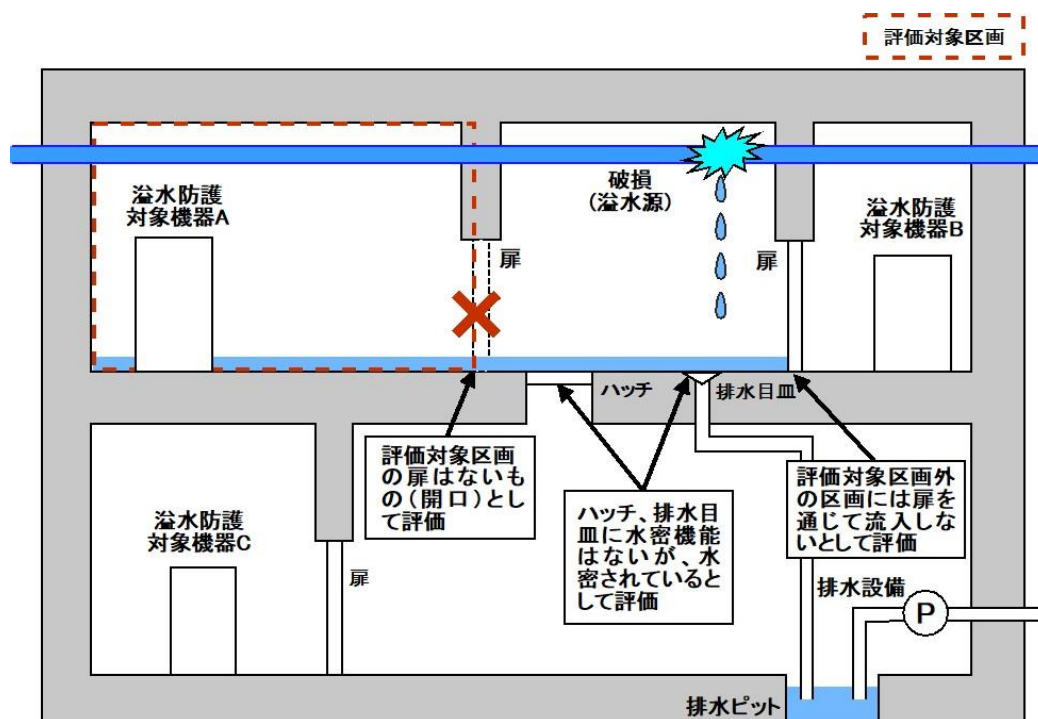 評価対象区画
溢水防護
対象機器A
破損
(溢水源)
溢水防護
対象機器B
扉
扉
ハッチ
排水目皿
評価対象区画
の扉はないも
の(開口)とし
て評価
ハッチ、排水目
皿に水密機能
はないが、水
密されていると
して評価
評価対象区画外
の区画には扉を
通じて流入しな
いとして評価
溢水防護
対象機器C
扉
排水設備
P
排水ピット